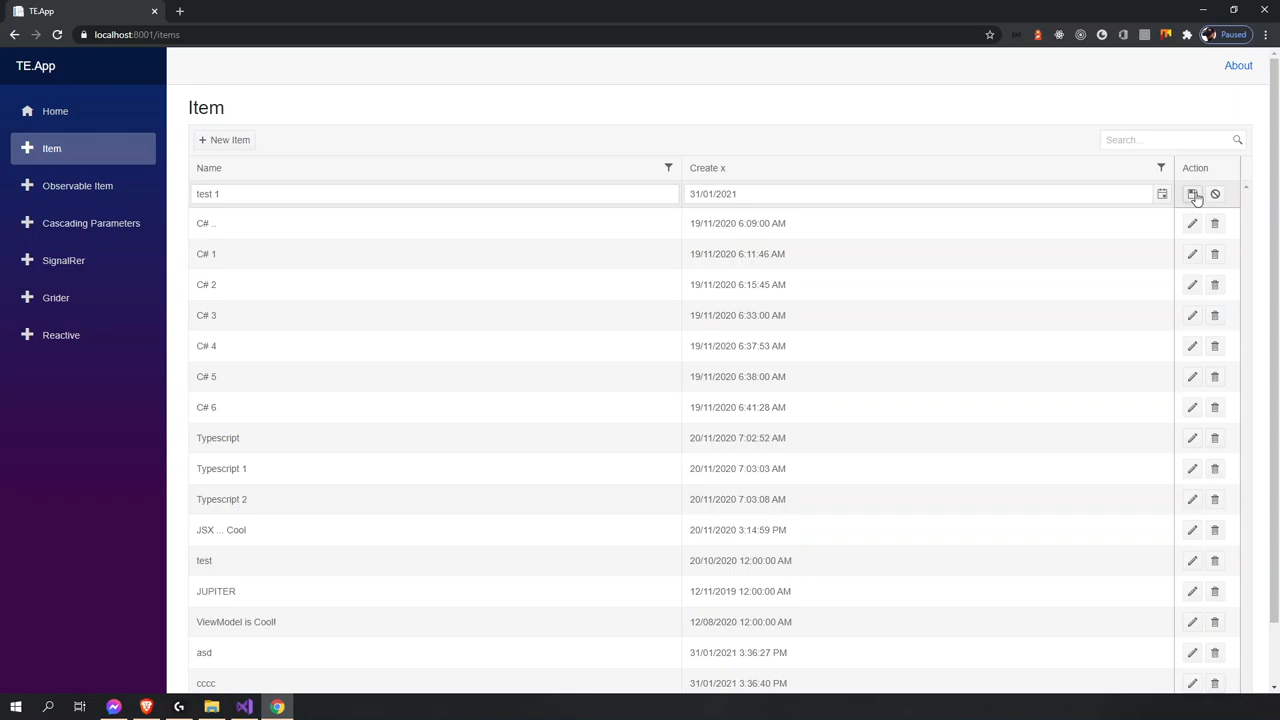 TE.App
localhost:8001/items
Paused
TE.App
About
Home
Item
Observable Item
Cascading Parameters
SignalRer
Grider
Reactive
Item
New Item
Search...
Name Create x Action
test 1 31/01/2021
C# .. 19/11/2020 6:09:00 AM
C# 1 19/11/2020 6:11:46 AM
C# 2 19/11/2020 6:15:45 AM
C# 3 19/11/2020 6:33:00 AM
C# 4 19/11/2020 6:37:53 AM
C# 5 19/11/2020 6:38:00 AM
C# 6 19/11/2020 6:41:28 AM
Typescript 20/11/2020 7:02:52 AM
Typescript 1 20/11/2020 7:03:03 AM
Typescript 2 20/11/2020 7:03:08 AM
JSX ... Cool 20/11/2020 3:14:59 PM
test 20/10/2020 12:00:00 AM
JUPITER 12/11/2019 12:00:00 AM
ViewModel is Cool! 12/08/2020 12:00:00 AM
asd 31/01/2021 3:36:27 PM
cccc 31/01/2021 3:36:40 PM